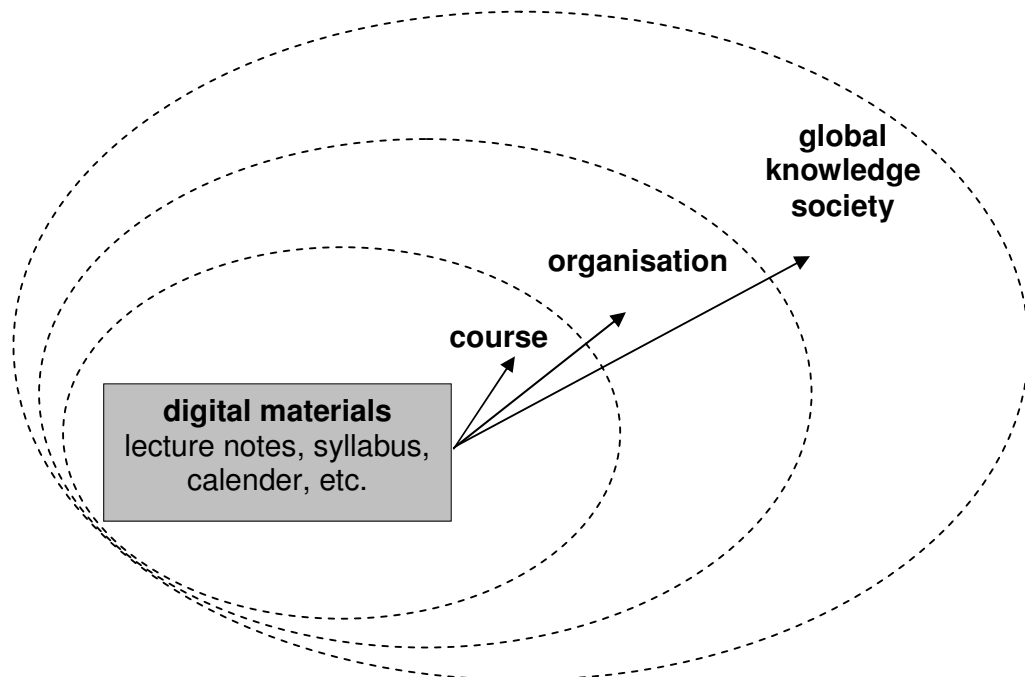 global
knowledge
society
organisation
course
digital materials
lecture notes, syllabus,
calender, etc.